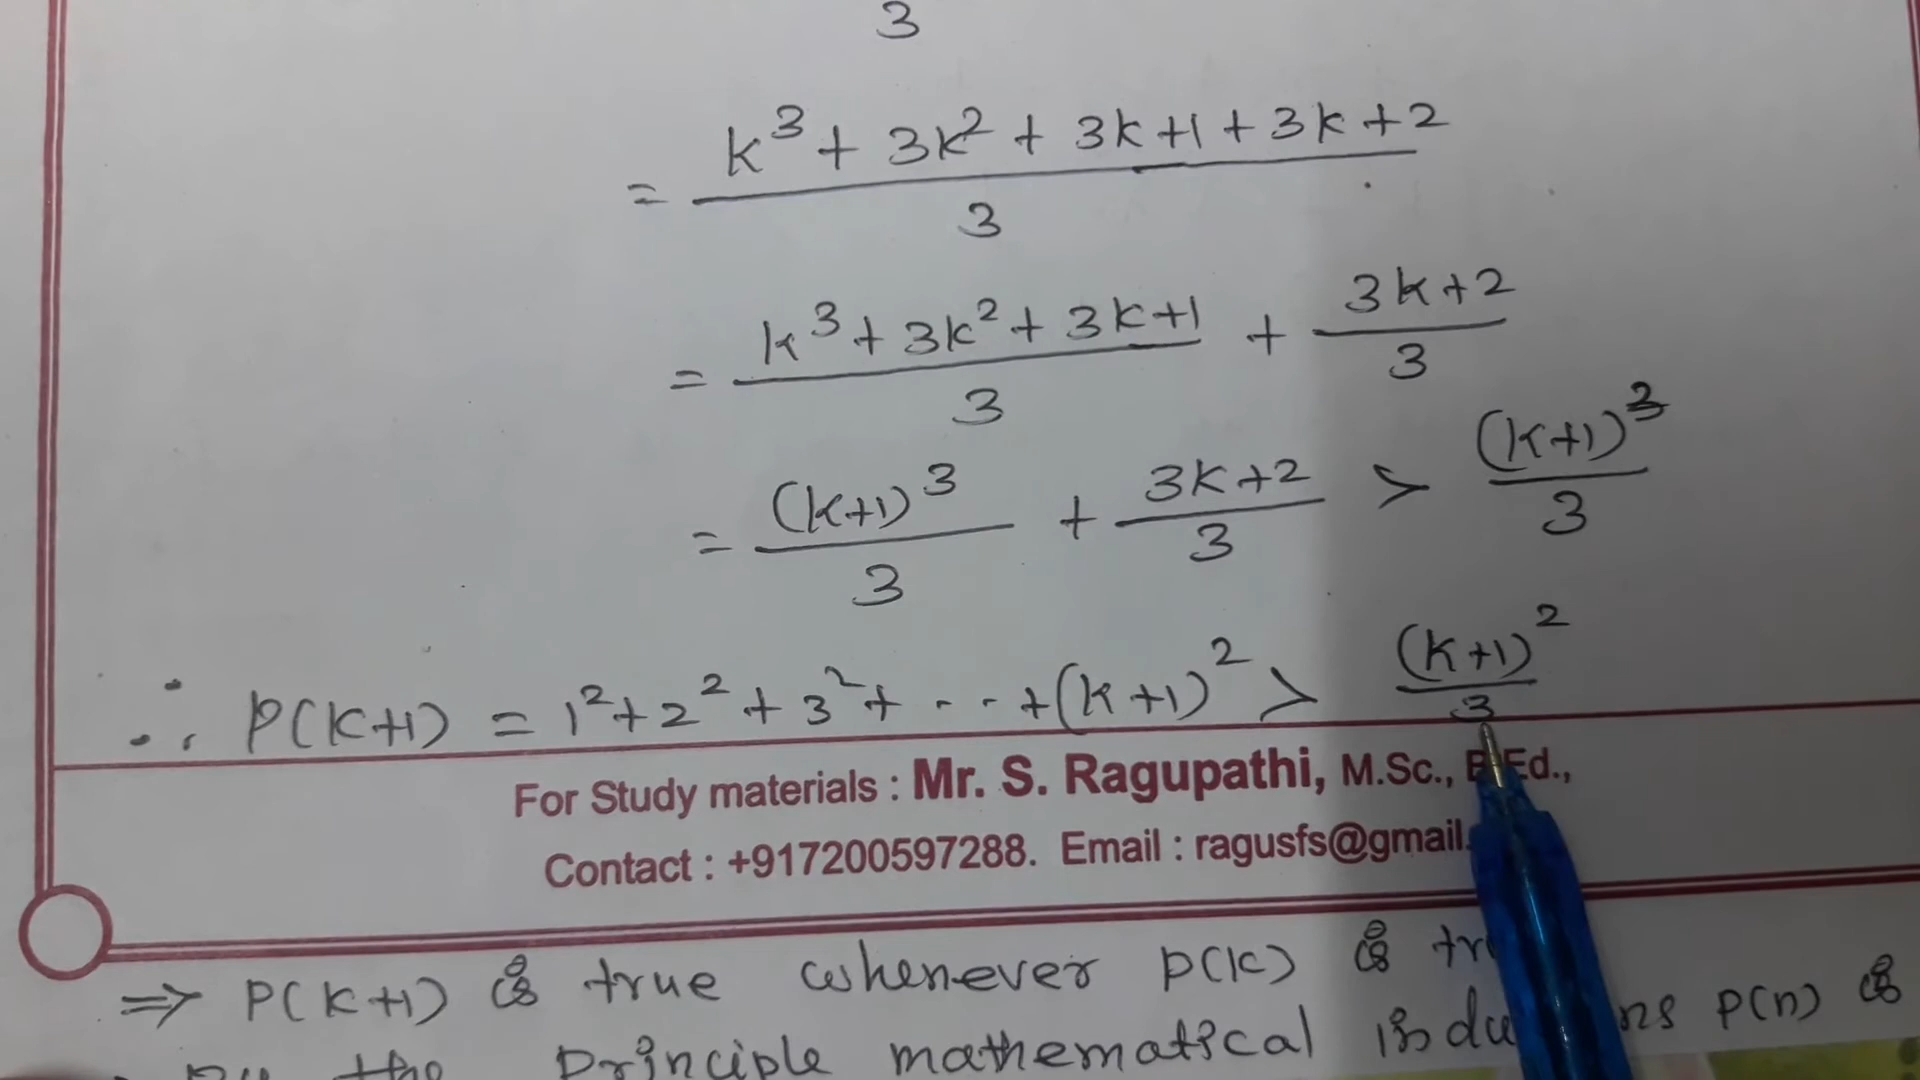 3
= k³ + 3k² + 3k+1 + 3k+2 / 3
= k³ + 3k² + 3k+1 / 3 + 3k+2 / 3
= (k+1)³ / 3 + 3k+2 / 3 > (k+1)³ / 3
∴ P(k+1) = 1² + 2² + 3² + ... + (k+1)² > (k+1)² / 3
For Study materials : Mr. S. Ragupathi, M.Sc., B.Ed.,
Contact : +917200597288. Email : ragusfs@gmail.
⇒ P(k+1) is true whenever P(k) is
the Principle mathematical P(n) is